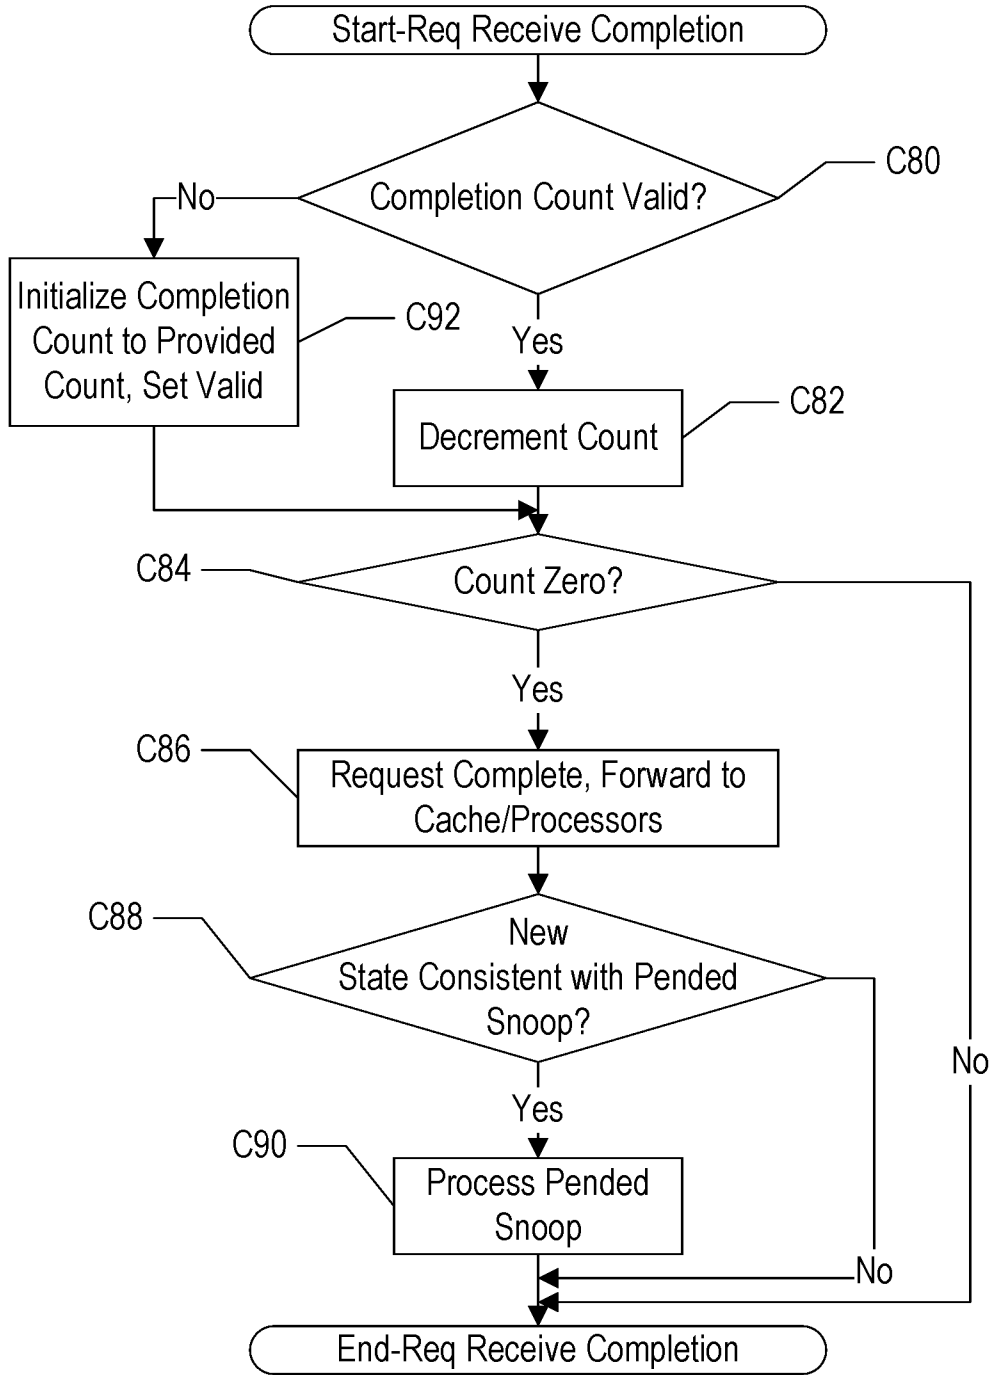 Start-Req Receive Completion
C80
Completion Count Valid?
No
Initialize Completion
Count to Provided
Count, Set Valid
C92
Yes
C82
Decrement Count
C84
Count Zero?
Yes
C86
Request Complete, Forward to
Cache/Processors
C88
New
State Consistent with Pended
Snoop?
No
Yes
C90
Process Pended
Snoop
No
End-Req Receive Completion